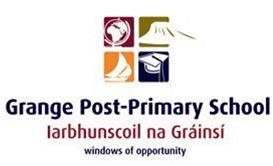 Grange Post-Primary School
Iarbhunscoil na Gráinsí
windows of opportunity